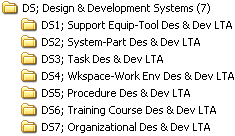 DS; Design & Development Systems (7)
DS1; Support Equip-Tool Des & Dev LTA
DS2; System-Part Des & Dev LTA
DS3; Task Des & Dev LTA
DS4; Wkspace-Work Env Des & Dev LTA
DS5; Procedure Des & Dev LTA
DS6; Training Course Des & Dev LTA
DS7; Organizational Des & Dev LTA